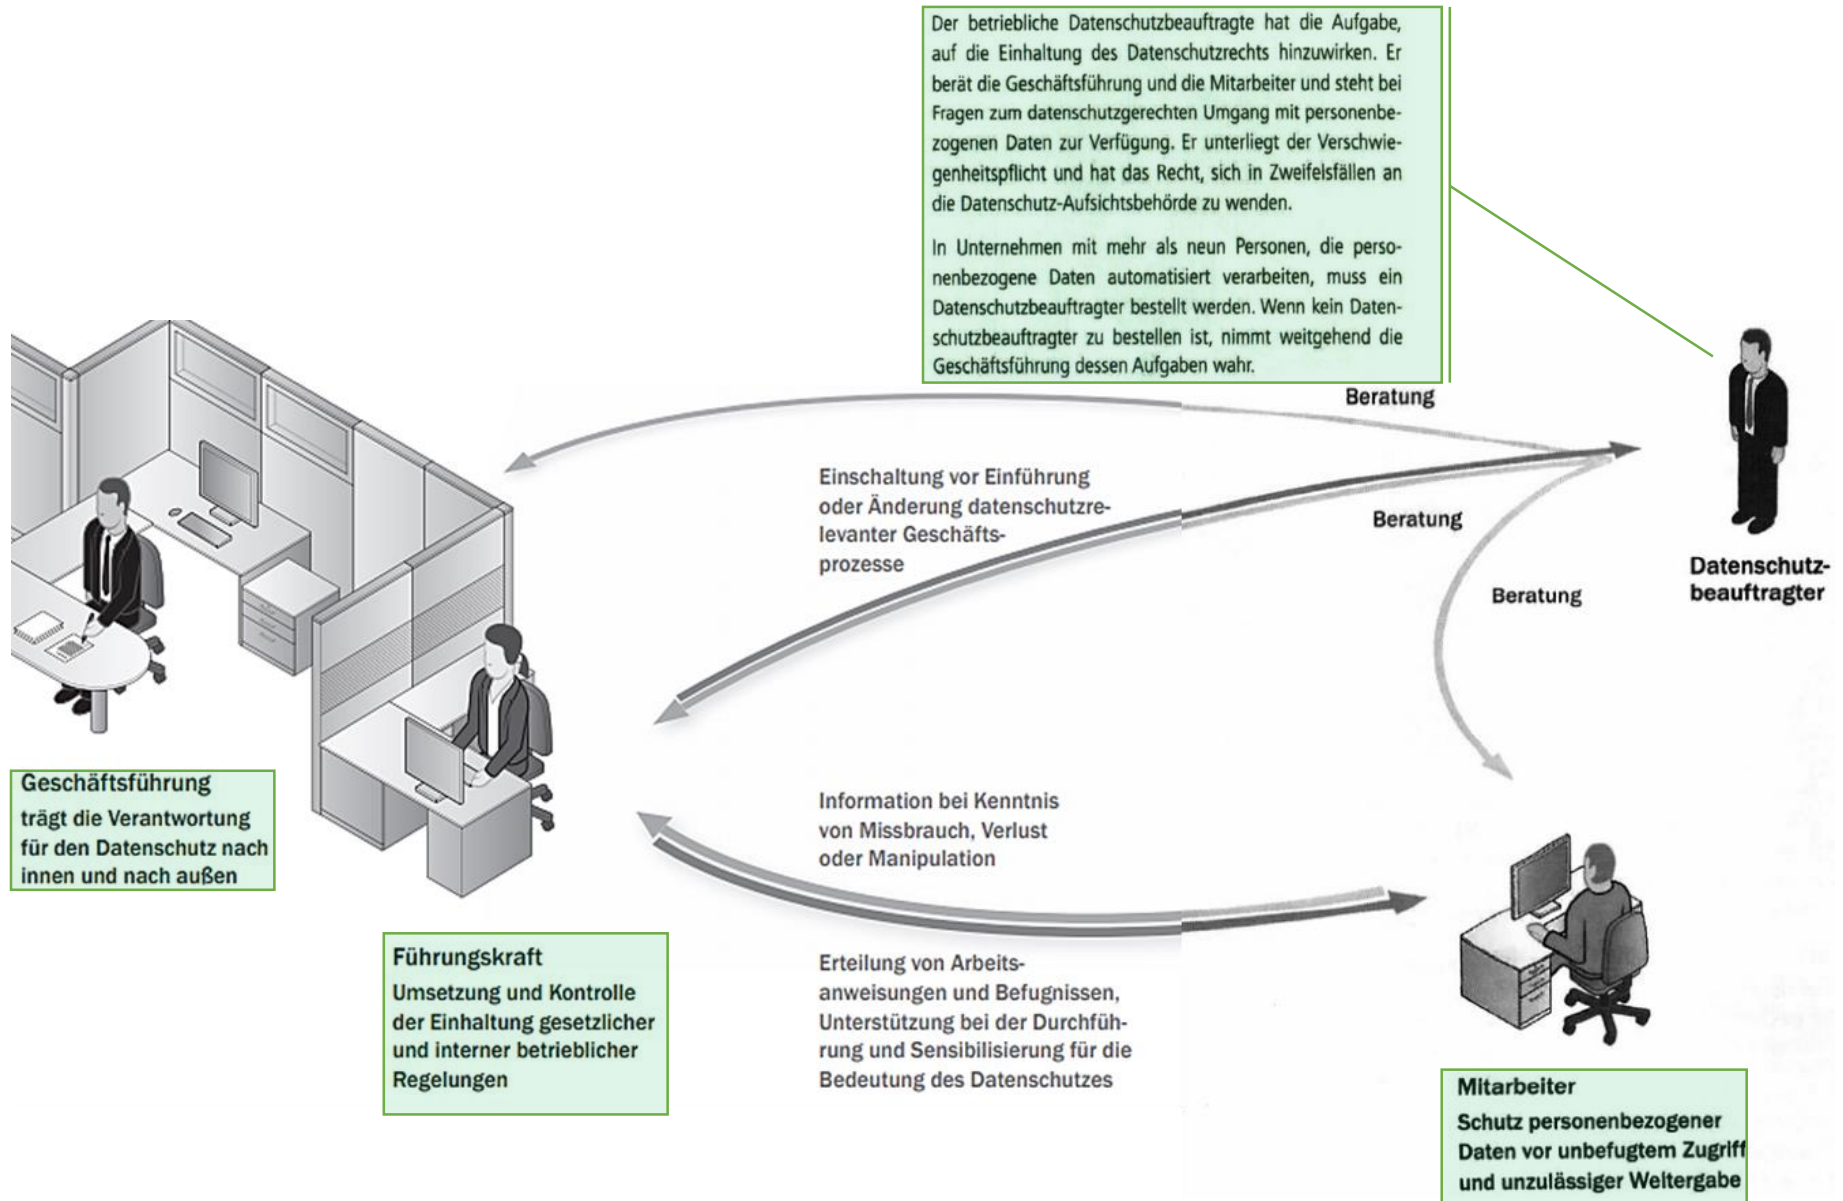 Der betriebliche Datenschutzbeauftragte hat die Aufgabe,
auf die Einhaltung des Datenschutzrechts hinzuwirken. Er
berät die Geschäftsführung und die Mitarbeiter und steht bei
Fragen zum datenschutzgerechten Umgang mit personenbe-
zogenen Daten zur Verfügung. Er unterliegt der Verschwie-
genheitspflicht und hat das Recht, sich in Zweifelsfällen an
die Datenschutz-Aufsichtsbehörde zu wenden.
In Unternehmen mit mehr als neun Personen, die perso-
nenbezogene Daten automatisiert verarbeiten, muss ein
Datenschutzbeauftragter bestellt werden. Wenn kein Daten-
schutzbeauftragter zu bestellen ist, nimmt weitgehend die
Geschäftsführung dessen Aufgaben wahr.
Beratung
Einschaltung vor Einführung
oder Änderung datenschutzre-
levanter Geschäfts-
prozesse
Beratung
Beratung
Datenschutz-
beauftragter
Geschäftsführung
trägt die Verantwortung
für den Datenschutz nach
innen und nach außen
Information bei Kenntnis
von Missbrauch, Verlust
oder Manipulation
Führungskraft
Umsetzung und Kontrolle
der Einhaltung gesetzlicher
und interner betrieblicher
Regelungen
Erteilung von Arbeits-
anweisungen und Befugnissen,
Unterstützung bei der Durchfüh-
rung und Sensibilisierung für die
Bedeutung des Datenschutzes
Mitarbeiter
Schutz personenbezogener
Daten vor unbefugtem Zugriff
und unzulässiger Weitergabe